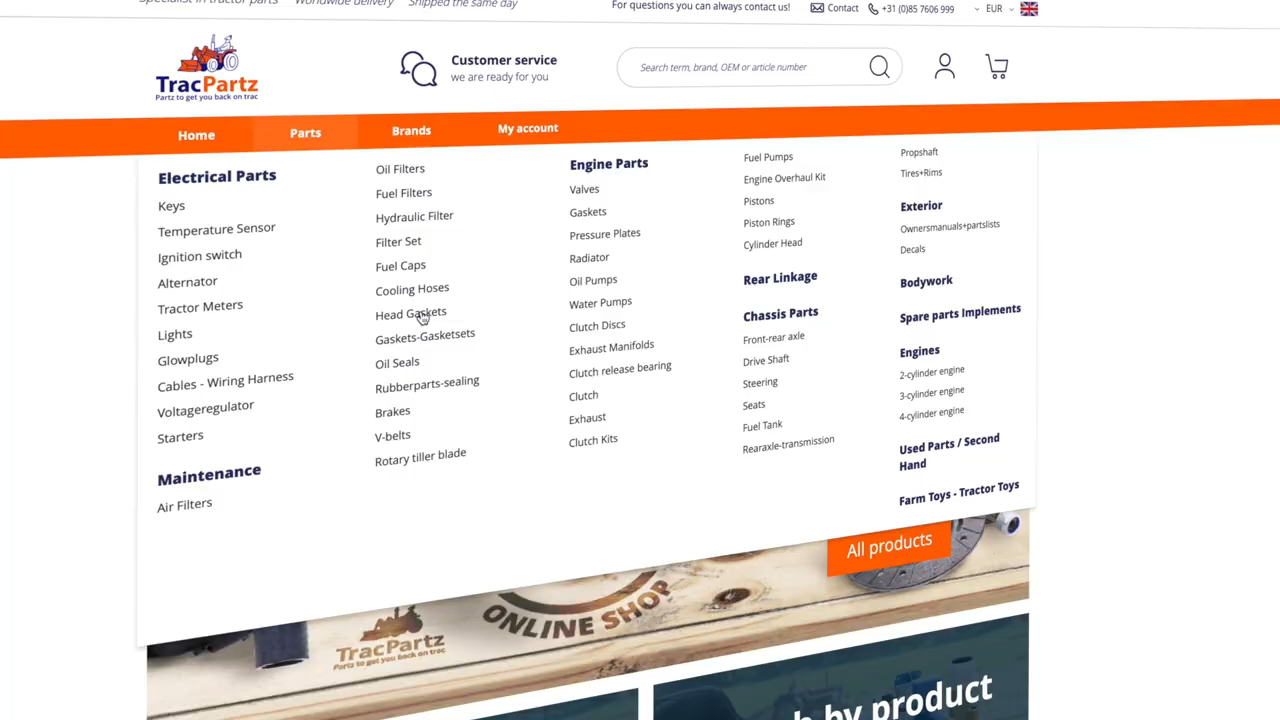 Specialist in tractor parts Worldwide delivery Shipped the same day
For questions you can always contact us! Contact +31 (0)85 7606 999 EUR
TracPartz
Partz to get you back on trac
Customer service
we are ready for you
Search term, brand, OEM or article number
Home Parts Brands My account
Electrical Parts
Keys
Temperature Sensor
Ignition switch
Alternator
Tractor Meters
Lights
Glowplugs
Cables - Wiring Harness
Voltageregulator
Starters
Maintenance
Air Filters
Oil Filters
Fuel Filters
Hydraulic Filter
Filter Set
Fuel Caps
Cooling Hoses
Head Gaskets
Gaskets-Gasketsets
Oil Seals
Rubberparts-sealing
Brakes
V-belts
Rotary tiller blade
Engine Parts
Valves
Gaskets
Pressure Plates
Radiator
Oil Pumps
Water Pumps
Clutch Discs
Exhaust Manifolds
Clutch release bearing
Clutch
Exhaust
Clutch Kits
Fuel Pumps
Engine Overhaul Kit
Pistons
Piston Rings
Cylinder Head
Rear Linkage
Chassis Parts
Front-rear axle
Drive Shaft
Steering
Seats
Fuel Tank
Rearaxle-transmission
Propshaft
Tires+Rims
Exterior
Ownersmanuals+partslists
Decals
Bodywork
Spare parts Implements
Engines
2-cylinder engine
3-cylinder engine
4-cylinder engine
Used Parts / Second
Hand
Farm Toys - Tractor Toys
All products
ONLINE SHOP
TracPartz
Partz to get you back on trac
by product